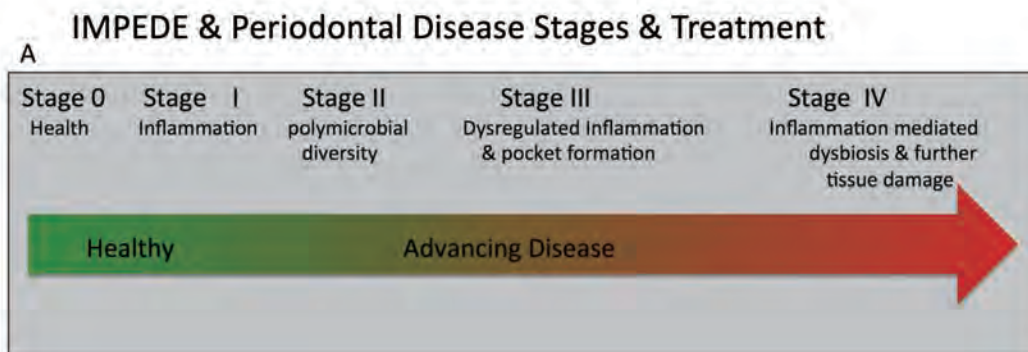 IMPEDE & Periodontal Disease Stages & Treatment
A
Stage 0
Health
Stage I
Inflammation
Stage II
polymicrobial
diversity
Stage III
Dysregulated Inflammation
& pocket formation
Stage IV
Inflammation mediated
dysbiosis & further
tissue damage
Healthy
Advancing Disease